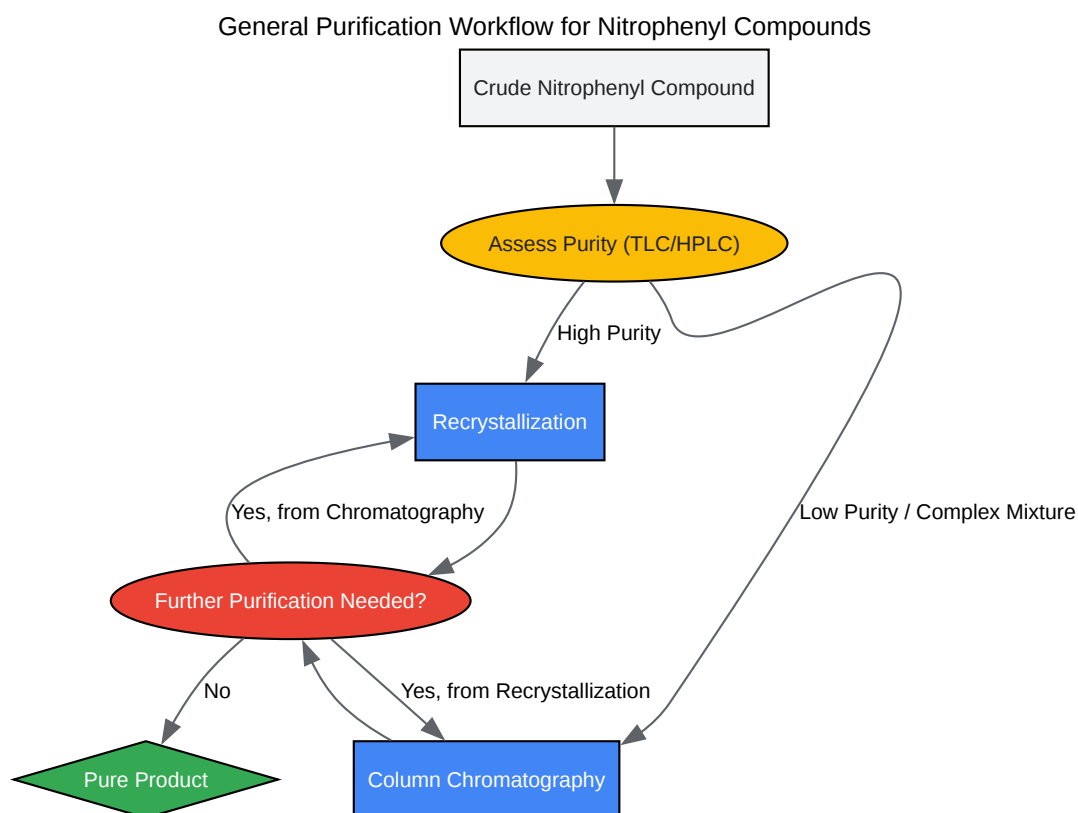 General Purification Workflow for Nitrophenyl Compounds
Crude Nitrophenyl Compound
Assess Purity (TLC/HPLC)
High Purity
Recrystallization
Yes, from Chromatography
Low Purity / Complex Mixture
Further Purification Needed?
No
Yes, from Recrystallization
Pure Product
Column Chromatography